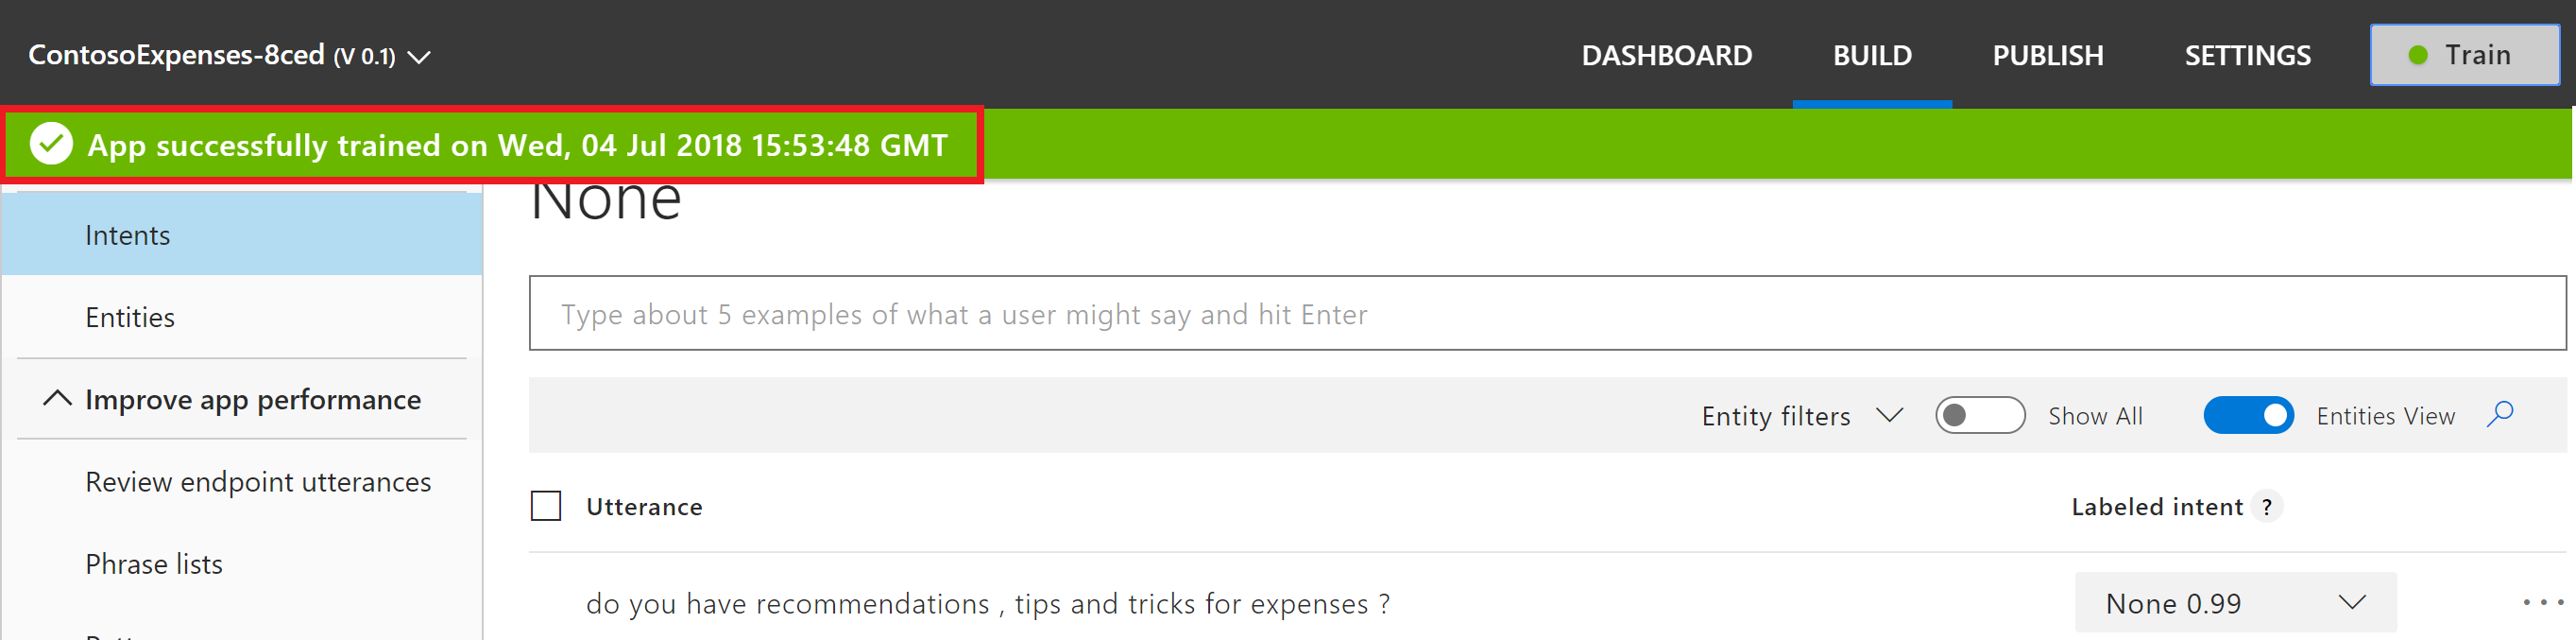 ContosoExpenses-8ced (V 0.1)
DASHBOARD
BUILD
PUBLISH
SETTINGS
Train
App successfully trained on Wed, 04 Jul 2018 15:53:48 GMT
None
Intents
Entities
Improve app performance
Review endpoint utterances
Phrase lists
Type about 5 examples of what a user might say and hit Enter
Entity filters
Show All
Entities View
Utterance
Labeled intent ?
do you have recommendations , tips and tricks for expenses ?
None 0.99